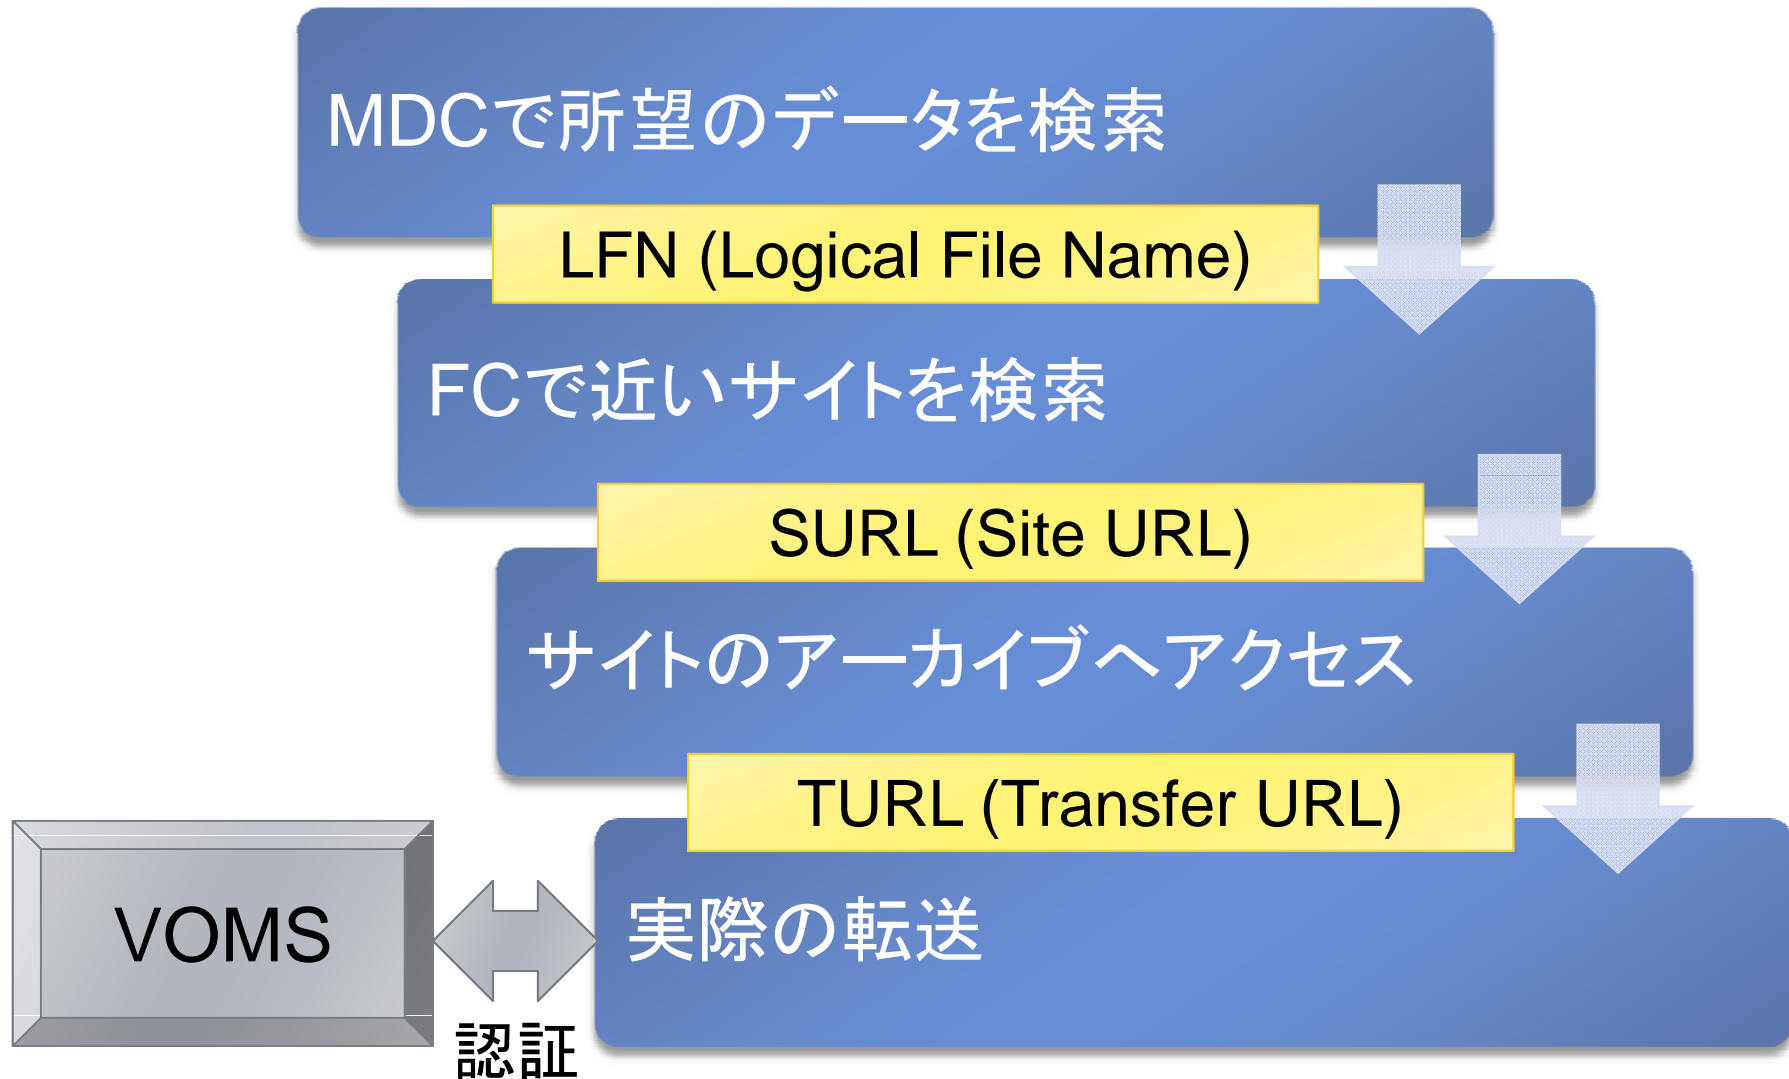 MDCで所望のデータを検索
LFN (Logical File Name)
FCで近いサイトを検索
SURL (Site URL)
サイトのアーカイブへアクセス
TURL (Transfer URL)
VOMS
実際の転送
認証